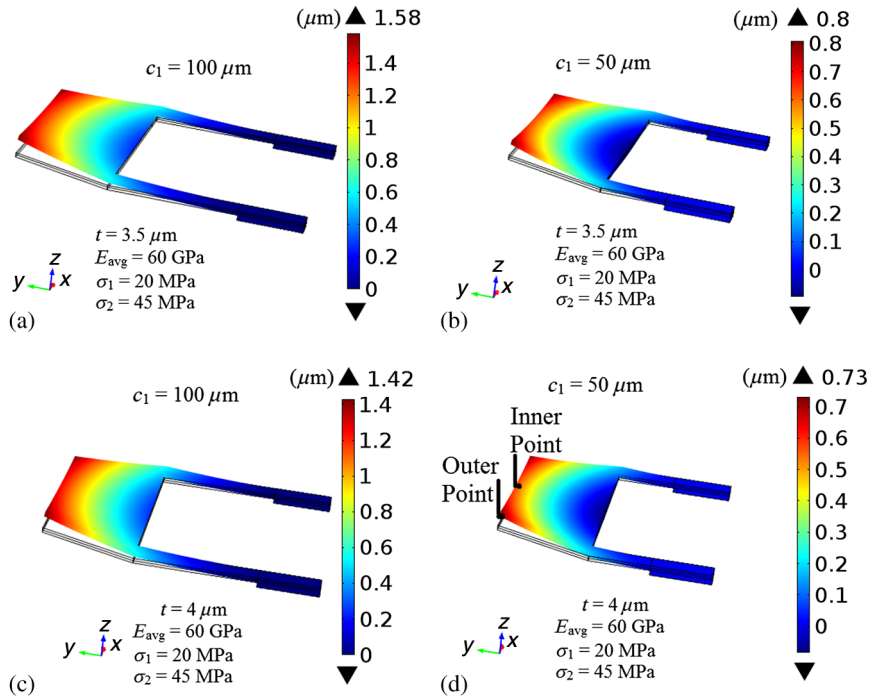 (μm) ▲ 1.58
c₁ = 100 μm
1.4
1.2
1
0.8
0.6
0.4
0.2
0
t = 3.5 μm
E_avg = 60 GPa
σ₁ = 20 MPa
σ₂ = 45 MPa
z
y x
(a)
(μm) ▲ 0.8
c₁ = 50 μm
0.8
0.7
0.6
0.5
0.4
0.3
0.2
0.1
0
t = 3.5 μm
E_avg = 60 GPa
σ₁ = 20 MPa
σ₂ = 45 MPa
z
y x
(b)
(μm) ▲ 1.42
c₁ = 100 μm
1.4
1.2
1
0.8
0.6
0.4
0.2
0
t = 4 μm
E_avg = 60 GPa
σ₁ = 20 MPa
σ₂ = 45 MPa
z
y x
(c)
(μm) ▲ 0.73
c₁ = 50 μm
Inner
Point
Outer
Point
0.7
0.6
0.5
0.4
0.3
0.2
0.1
0
t = 4 μm
E_avg = 60 GPa
σ₁ = 20 MPa
σ₂ = 45 MPa
z
y x
(d)